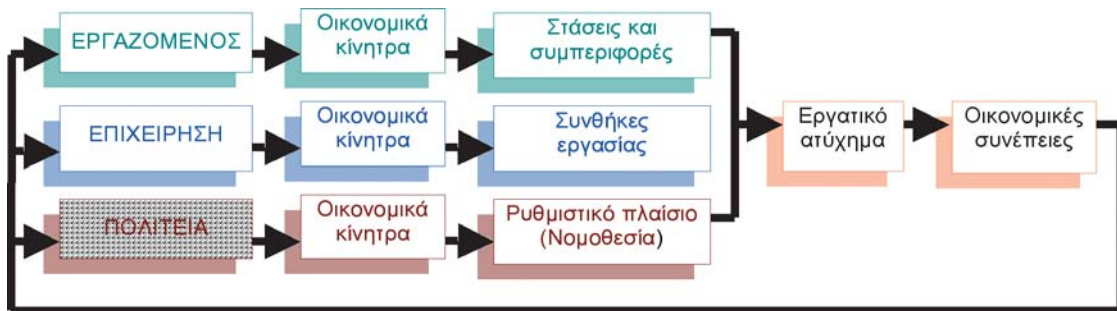 ΕΡΓΑΖΟΜΕΝΟΣ
Οικονομικά
κίνητρα
Στάσεις και
συμπεριφορές
ΕΠΙΧΕΙΡΗΣΗ
Οικονομικά
κίνητρα
Συνθήκες
εργασίας
ΠΟΛΙΤΕΙΑ
Οικονομικά
κίνητρα
Ρυθμιστικό πλαίσιο
(Νομοθεσία)
Εργατικό
ατύχημα
Οικονομικές
συνέπειες